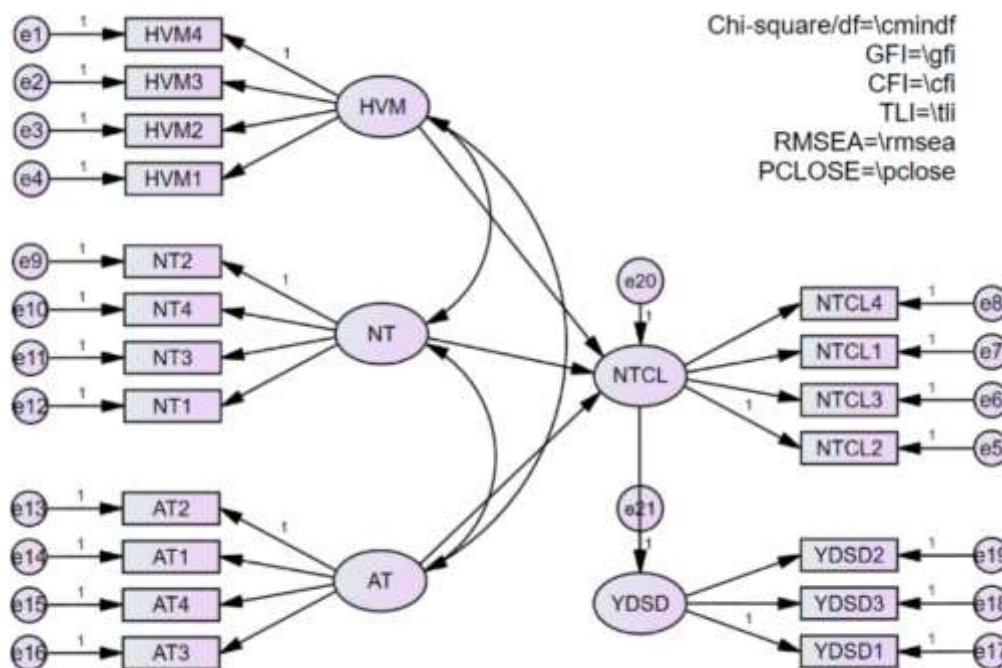 Chi-square/df=\cmindf
GFI=\gfi
CFI=\cfi
TLI=\tli
RMSEA=\rmsea
PCLOSE=\pclose
e1 1 HVM4
e2 1 HVM3
e3 1 HVM2
e4 1 HVM1
1
HVM
e9 1 NT2
e10 1 NT4
e11 1 NT3
e12 1 NT1
1
NT
e13 1 AT2
e14 1 AT1
e15 1 AT4
e16 1 AT3
1
AT
e20
1
NTCL
NTCL4 1 e8
NTCL1 1 e7
NTCL3 1 e6
1 NTCL2 1 e5
e21
1
YDSD
YDSD2 1 e19
YDSD3 1 e18
1 YDSD1 1 e17